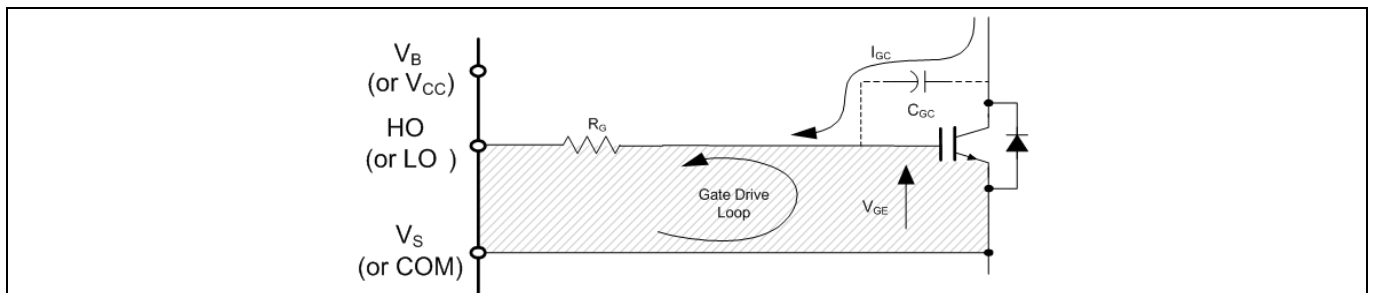 V_B
(or V_CC)
HO
(or LO )
V_S
(or COM)
R_G
I_GC
C_GC
Gate Drive
Loop
V_GE